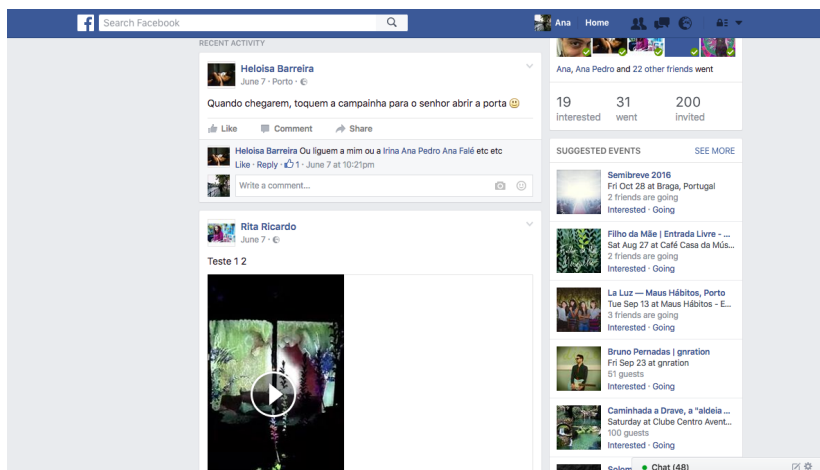 Search Facebook
Ana Home
RECENT ACTIVITY
Heloisa Barreira
June 7 · Porto ·
Quando chegarem, toquem a campainha para o senhor abrir a porta
Like Comment Share
Heloisa Barreira Ou liguem a mim ou a Irina Ana Pedro Ana Falé etc etc
Like · Reply · 1 · June 7 at 10:21pm
Write a comment...
Rita Ricardo
June 7 ·
Teste 1 2
Ana, Ana Pedro and 22 other friends went
19 31 200
interested went invited
SUGGESTED EVENTS SEE MORE
Semibreve 2016
Fri Oct 28 at Braga, Portugal
2 friends are going
Interested · Going
Filho da Mãe | Entrada Livre - ...
Sat Aug 27 at Café Casa da Mús...
2 friends are going
Interested · Going
La Luz — Maus Hábitos, Porto
Tue Sep 13 at Maus Hábitos - E...
3 friends are going
Interested · Going
Bruno Pernadas | gnration
Fri Sep 23 at gnration
51 guests
Interested · Going
Caminhada a Drave, a "aldeia ...
Saturday at Clube Centro Avent...
100 guests
Interested · Going
Chat (48)